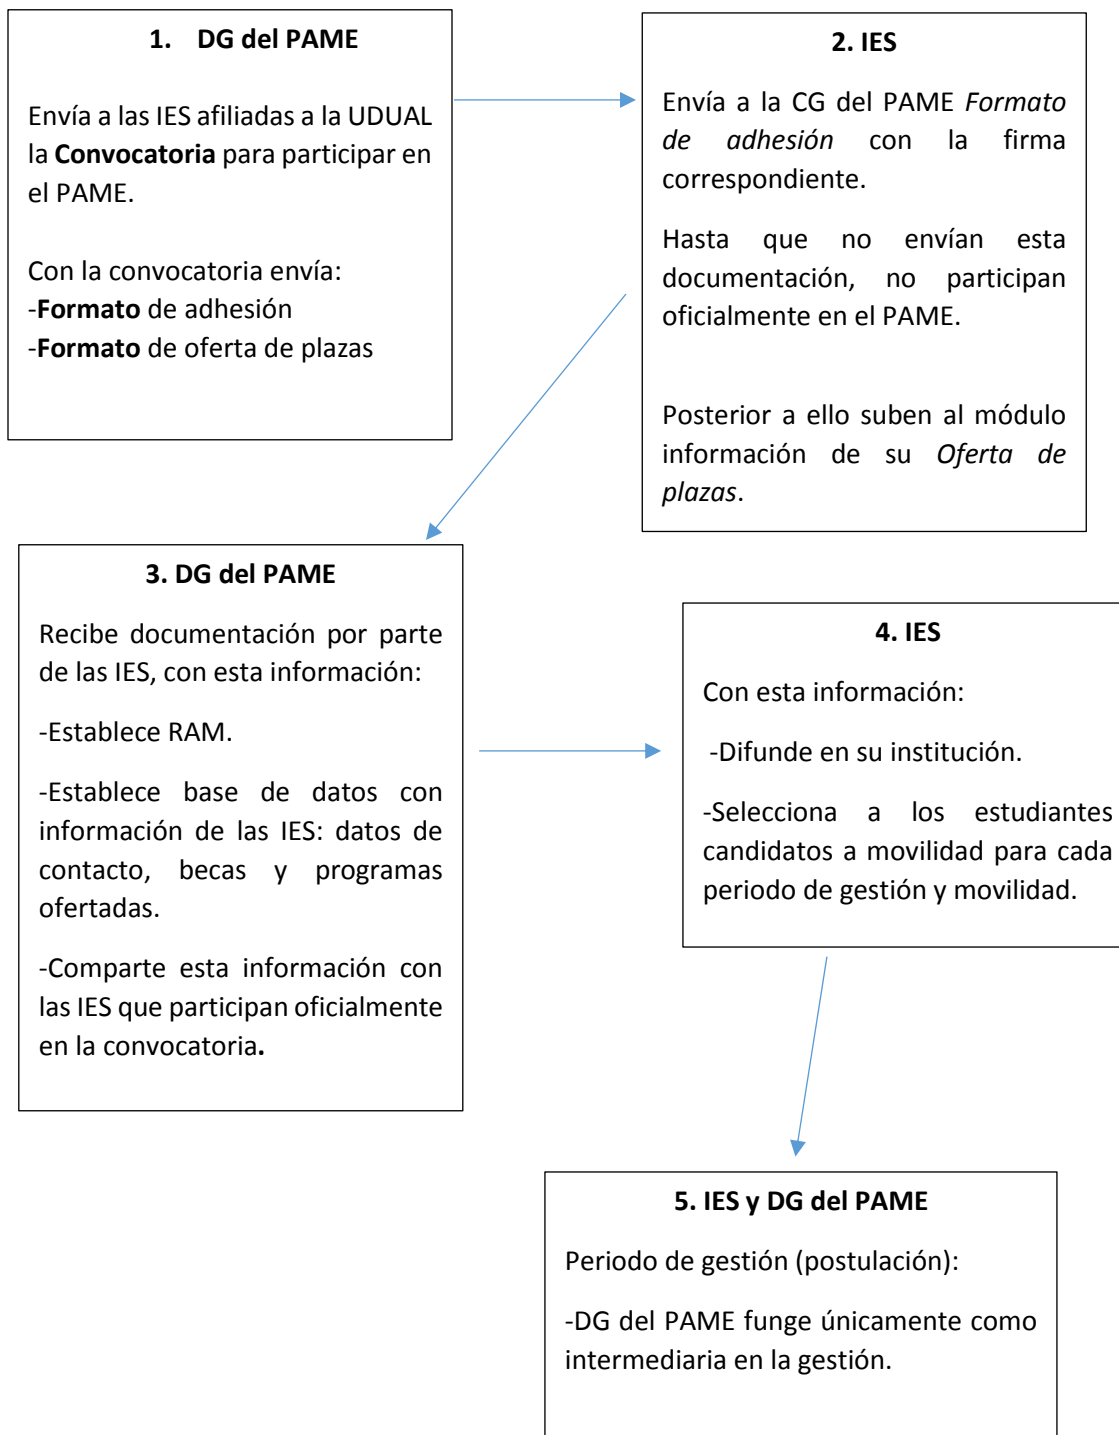 1. DG del PAME
Envía a las IES afiliadas a la UDUAL
la Convocatoria para participar en
el PAME.
Con la convocatoria envía:
-Formato de adhesión
-Formato de oferta de plazas
2. IES
Envía a la CG del PAME Formato
de adhesión con la firma
correspondiente.
Hasta que no envían esta
documentación, no participan
oficialmente en el PAME.
Posterior a ello suben al módulo
información de su Oferta de
plazas.
3. DG del PAME
Recibe documentación por parte
de las IES, con esta información:
-Establece RAM.
-Establece base de datos con
información de las IES: datos de
contacto, becas y programas
ofertadas.
-Comparte esta información con
las IES que participan oficialmente
en la convocatoria.
4. IES
Con esta información:
-Difunde en su institución.
-Selecciona a los estudiantes
candidatos a movilidad para cada
periodo de gestión y movilidad.
5. IES y DG del PAME
Periodo de gestión (postulación):
-DG del PAME funge únicamente como
intermediaria en la gestión.